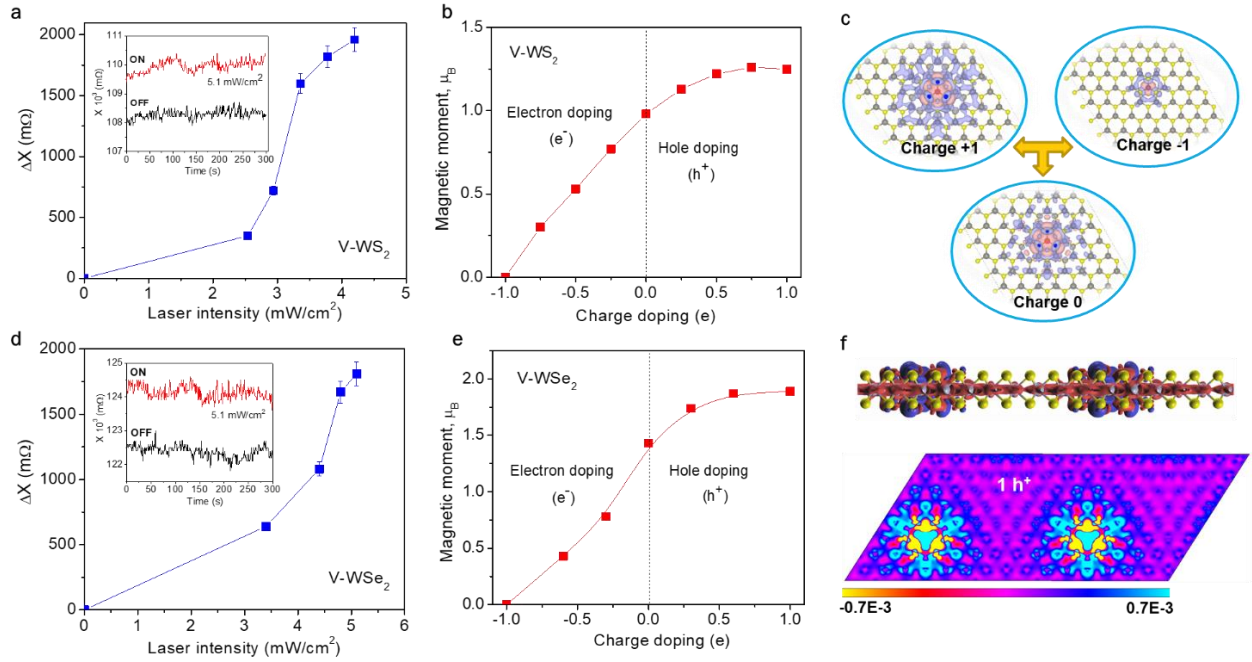 a
2000
1500
1000
500
0
ΔX (mΩ)
0 1 2 3 4 5
Laser intensity (mW/cm²)
V-WS₂
111
110
109
108
107
X 10³ (mΩ)
ON
5.1 mW/cm²
OFF
0 50 100 150 200 250 300
Time (s)
b
1.5
1.0
0.5
0.0
Magnetic moment, μ_B
V-WS₂
Electron doping
(e⁻)
Hole doping
(h⁺)
-1.0 -0.5 0.0 0.5 1.0
Charge doping (e)
c
Charge +1
Charge -1
Charge 0
d
2000
1750
1500
1250
1000
750
500
250
0
ΔX (mΩ)
0 1 2 3 4 5 6
Laser intensity (mW/cm²)
V-WSe₂
125
124
123
122
X 10³ (mΩ)
ON
5.1 mW/cm²
OFF
0 50 100 150 200 250 300
Time (s)
e
2.0
1.5
1.0
0.5
0.0
Magnetic moment, μ_B
V-WSe₂
Electron doping
(e⁻)
Hole doping
(h⁺)
-1.0 -0.5 0.0 0.5 1.0
Charge doping (e)
f
1 h⁺
-0.7E-3 0.7E-3